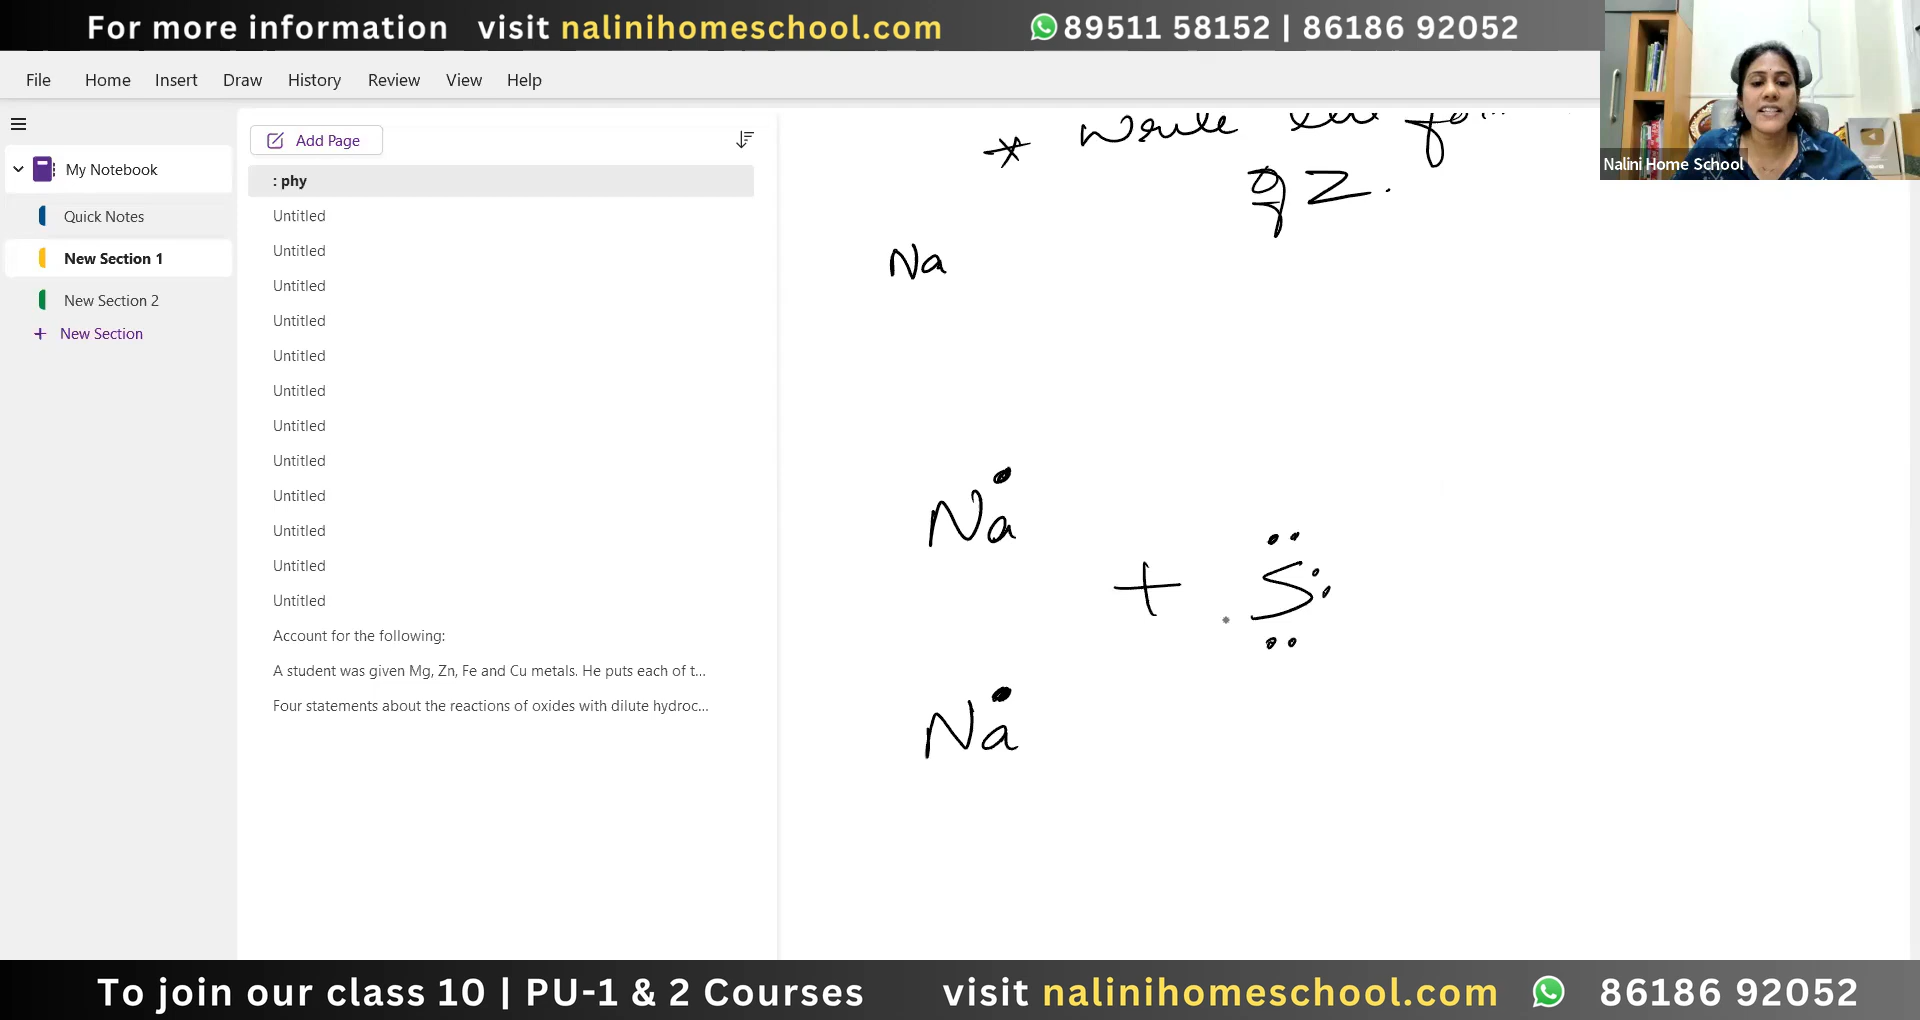 For more information visit nalinihomeschool.com 89511 58152 | 86186 92052
File Home Insert Draw History Review View Help
Nalini Home School
My Notebook
Quick Notes
New Section 1
New Section 2
+ New Section
Add Page
: phy
Untitled
Untitled
Untitled
Untitled
Untitled
Untitled
Untitled
Untitled
Untitled
Untitled
Untitled
Untitled
Account for the following:
A student was given Mg, Zn, Fe and Cu metals. He puts each of t...
Four statements about the reactions of oxides with dilute hydroc...
* Write the
of Z.
Na
Na
+ S
Na
To join our class 10 | PU-1 & 2 Courses visit nalinihomeschool.com 86186 92052